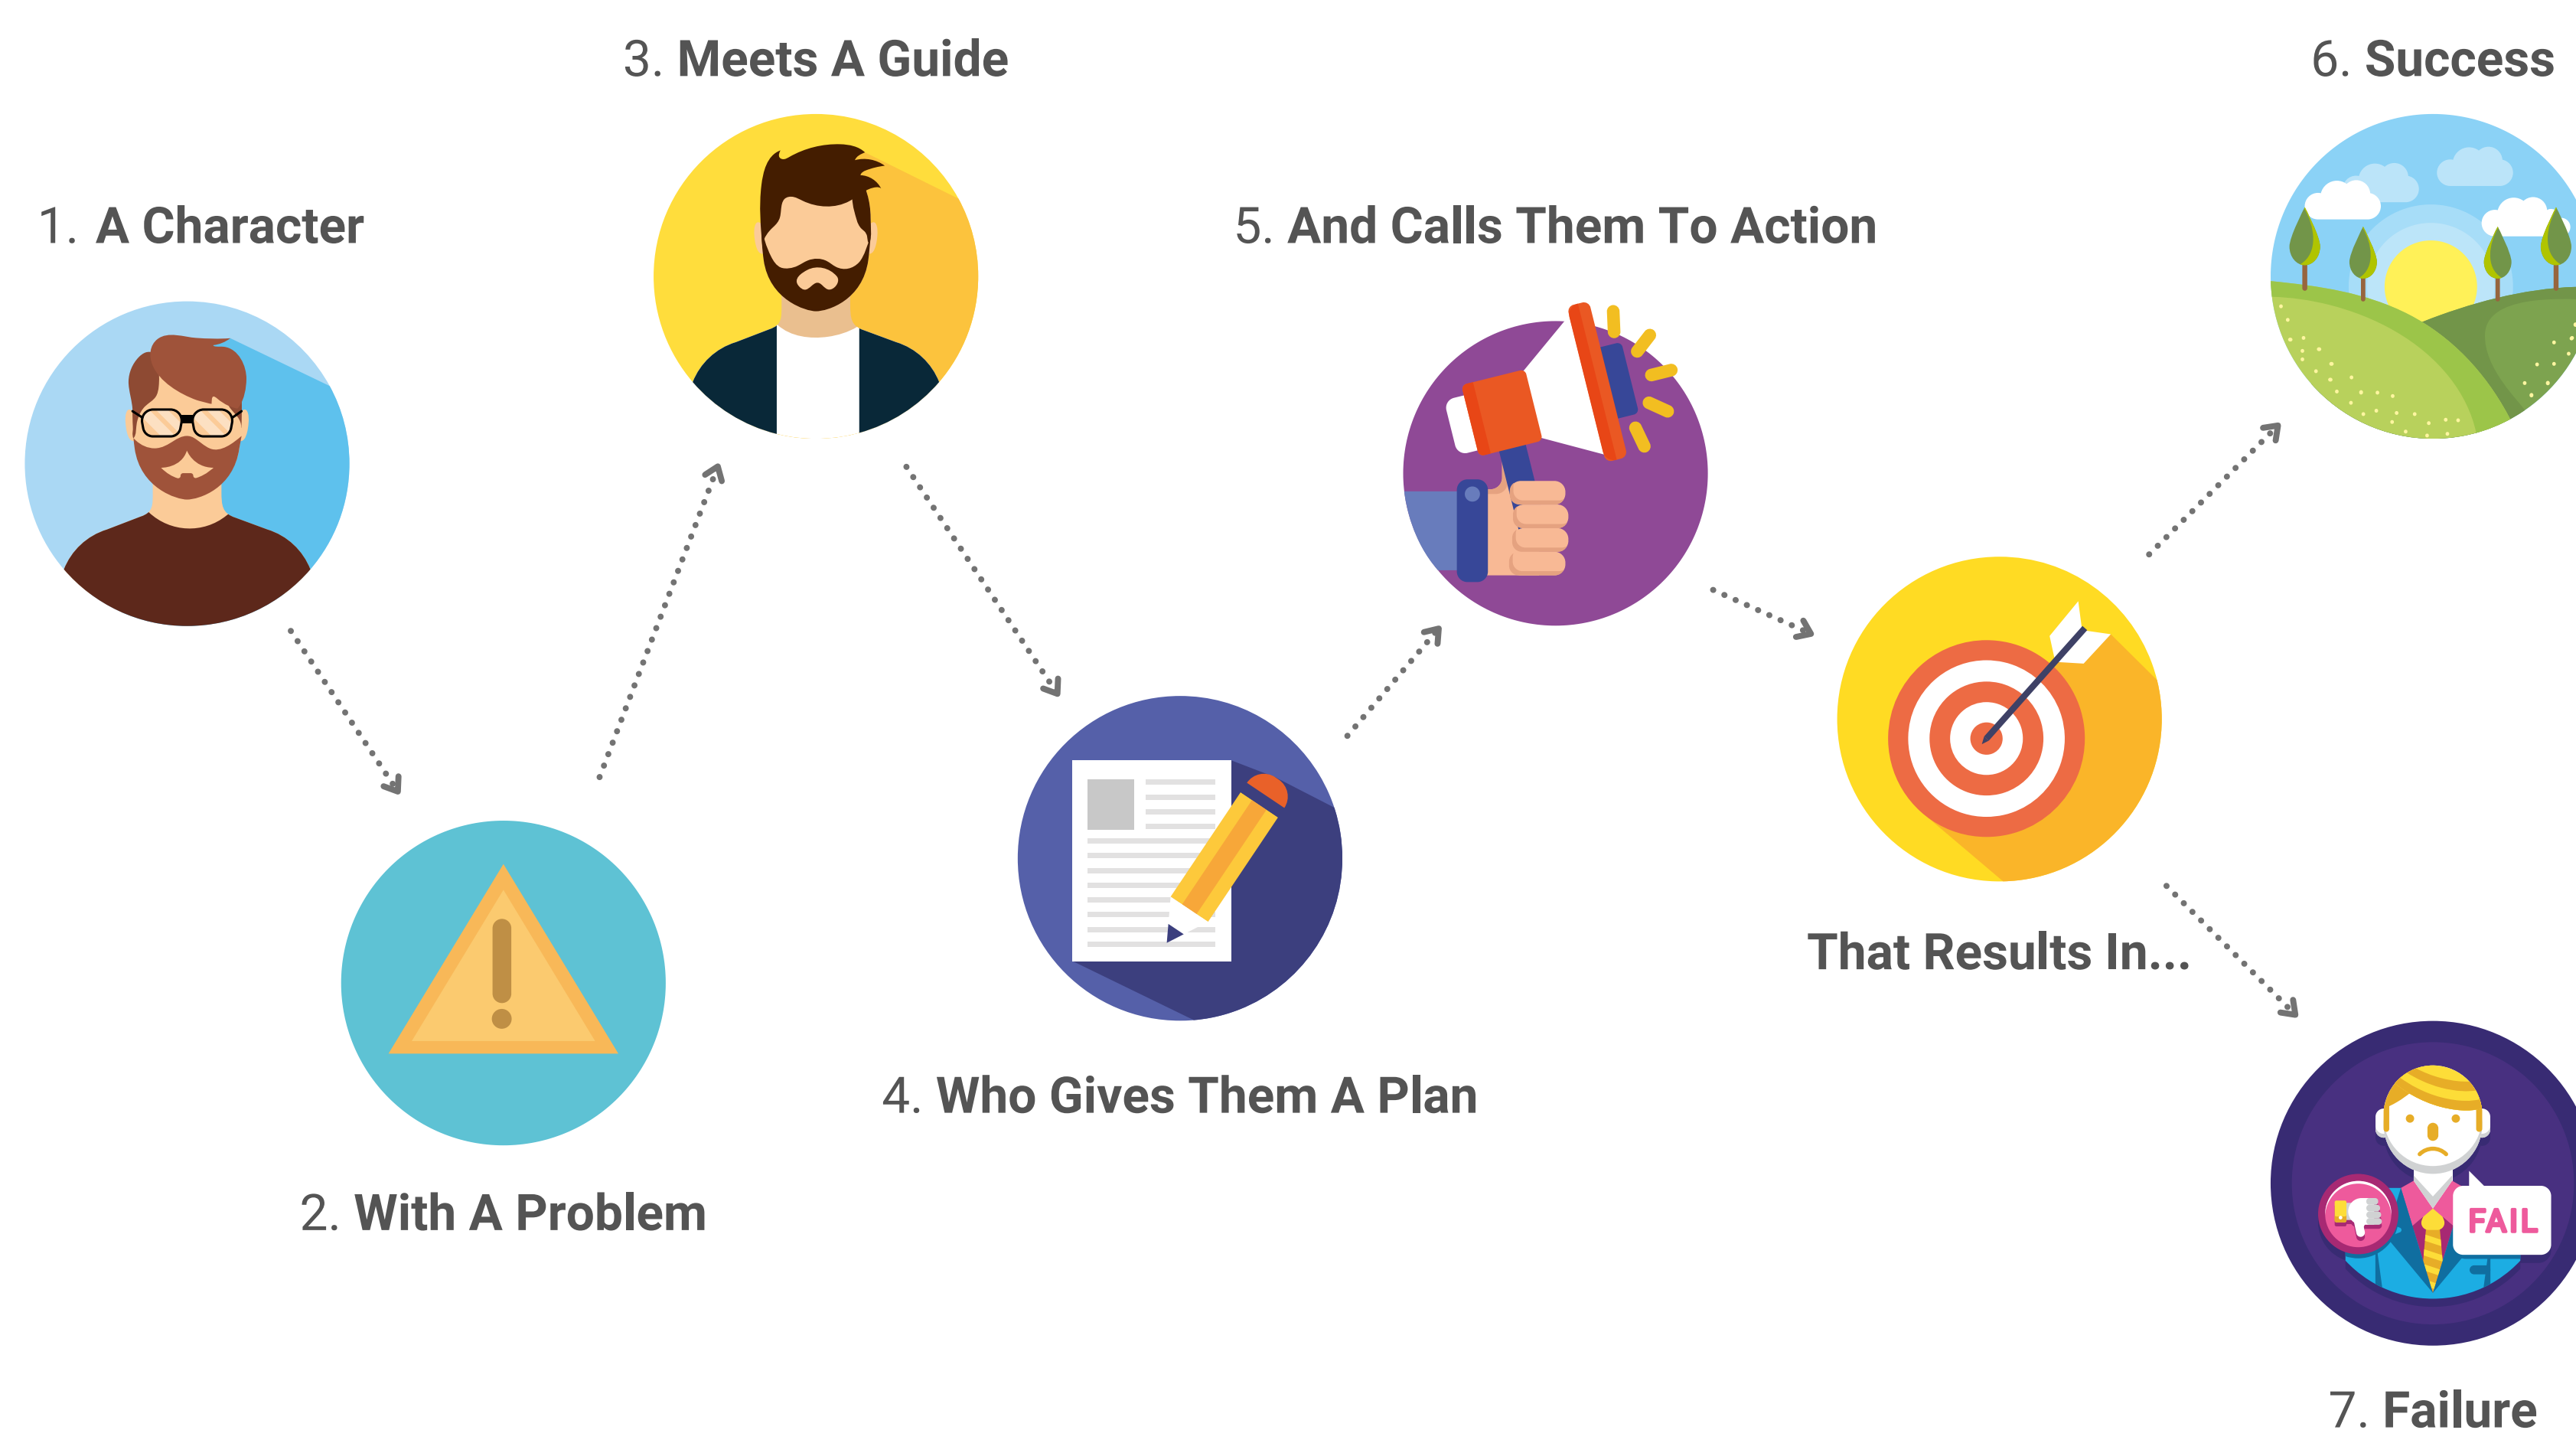 1. A Character
2. With A Problem
3. Meets A Guide
4. Who Gives Them A Plan
5. And Calls Them To Action
That Results In...
6. Success
FAIL
7. Failure